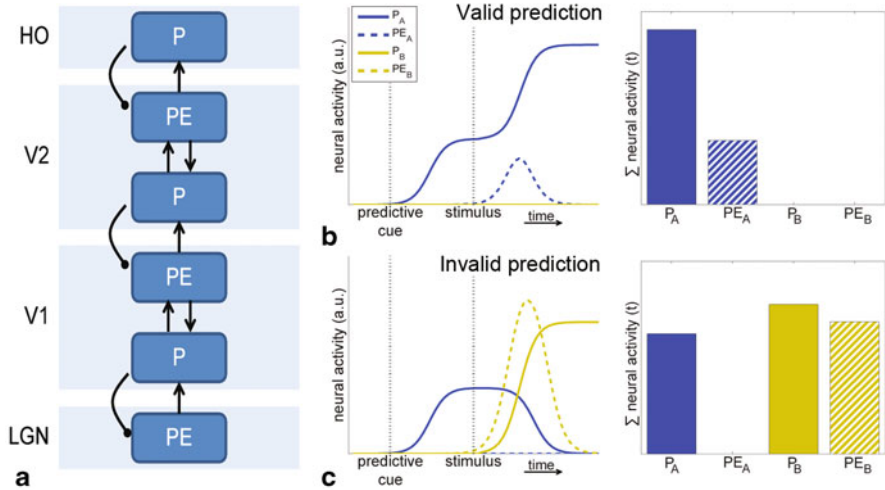 HO
P
PE
V2
P
PE
V1
P
LGN
PE
a
Valid prediction
P_A
PE_A
P_B
PE_B
neural activity (a.u.)
predictive cue
stimulus
time
b
Σ neural activity (t)
P_A PE_A P_B PE_B
Invalid prediction
neural activity (a.u.)
predictive cue
stimulus
time
c
Σ neural activity (t)
P_A PE_A P_B PE_B